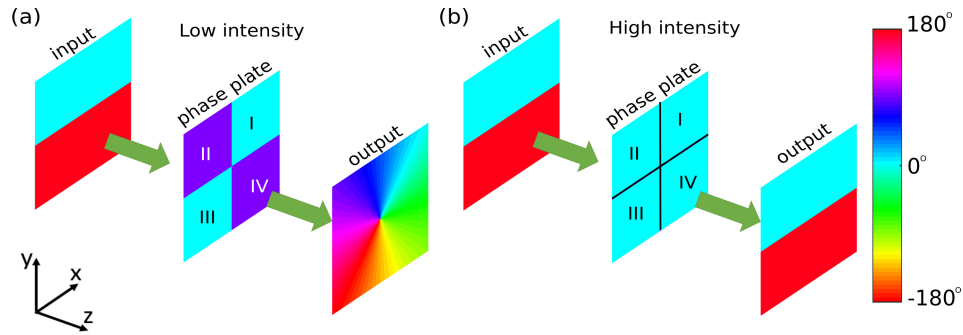 (a)
Low intensity
input
phase plate
I
II
III
IV
output
y
x
z
(b)
High intensity
input
phase plate
I
II
III
IV
output
180°
0°
-180°